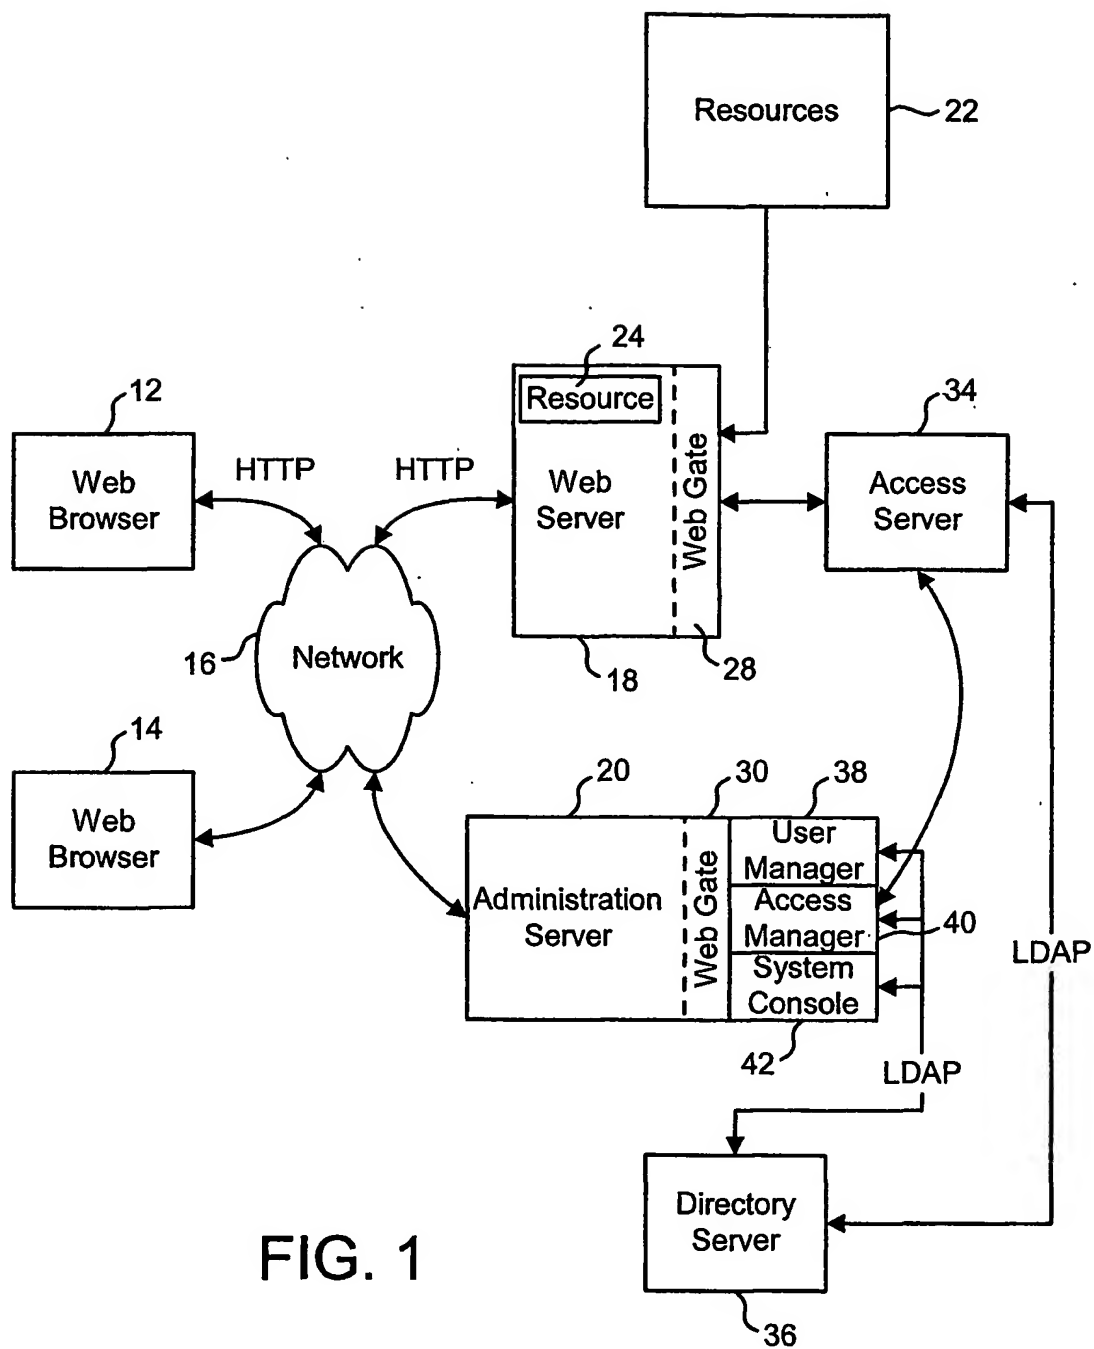 Resources
22
24
Resource
12
34
HTTP
HTTP
Web
Browser
Web
Server
Web Gate
Access
Server
16
Network
18
28
14
20
30
38
Web
Browser
User
Manager
Administration
Server
Web Gate
Access
Manager
40
System
Console
LDAP
42
LDAP
Directory
Server
FIG. 1
36